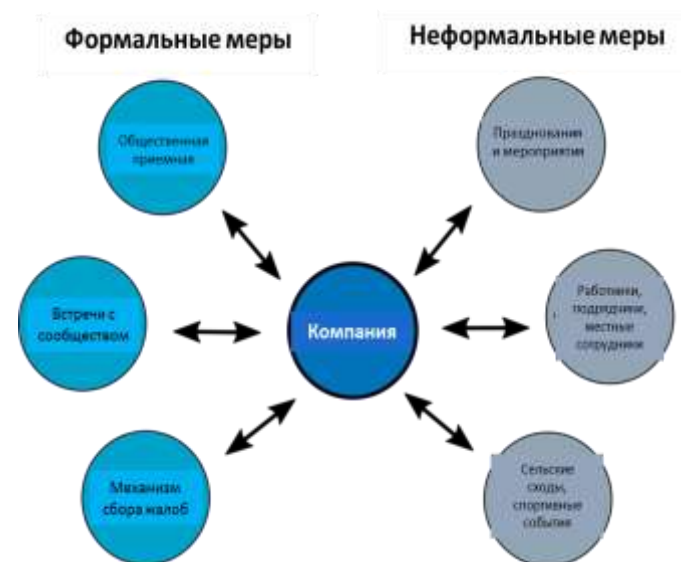 Формальные меры
Неформальные меры
Общественная
приемная
Празднования
и мероприятия
Встречи с
сообществом
Компания
Работники,
подрядчики,
местные
сотрудники
Механизм
сбора жалоб
Сельские
сходы,
спортивные
события